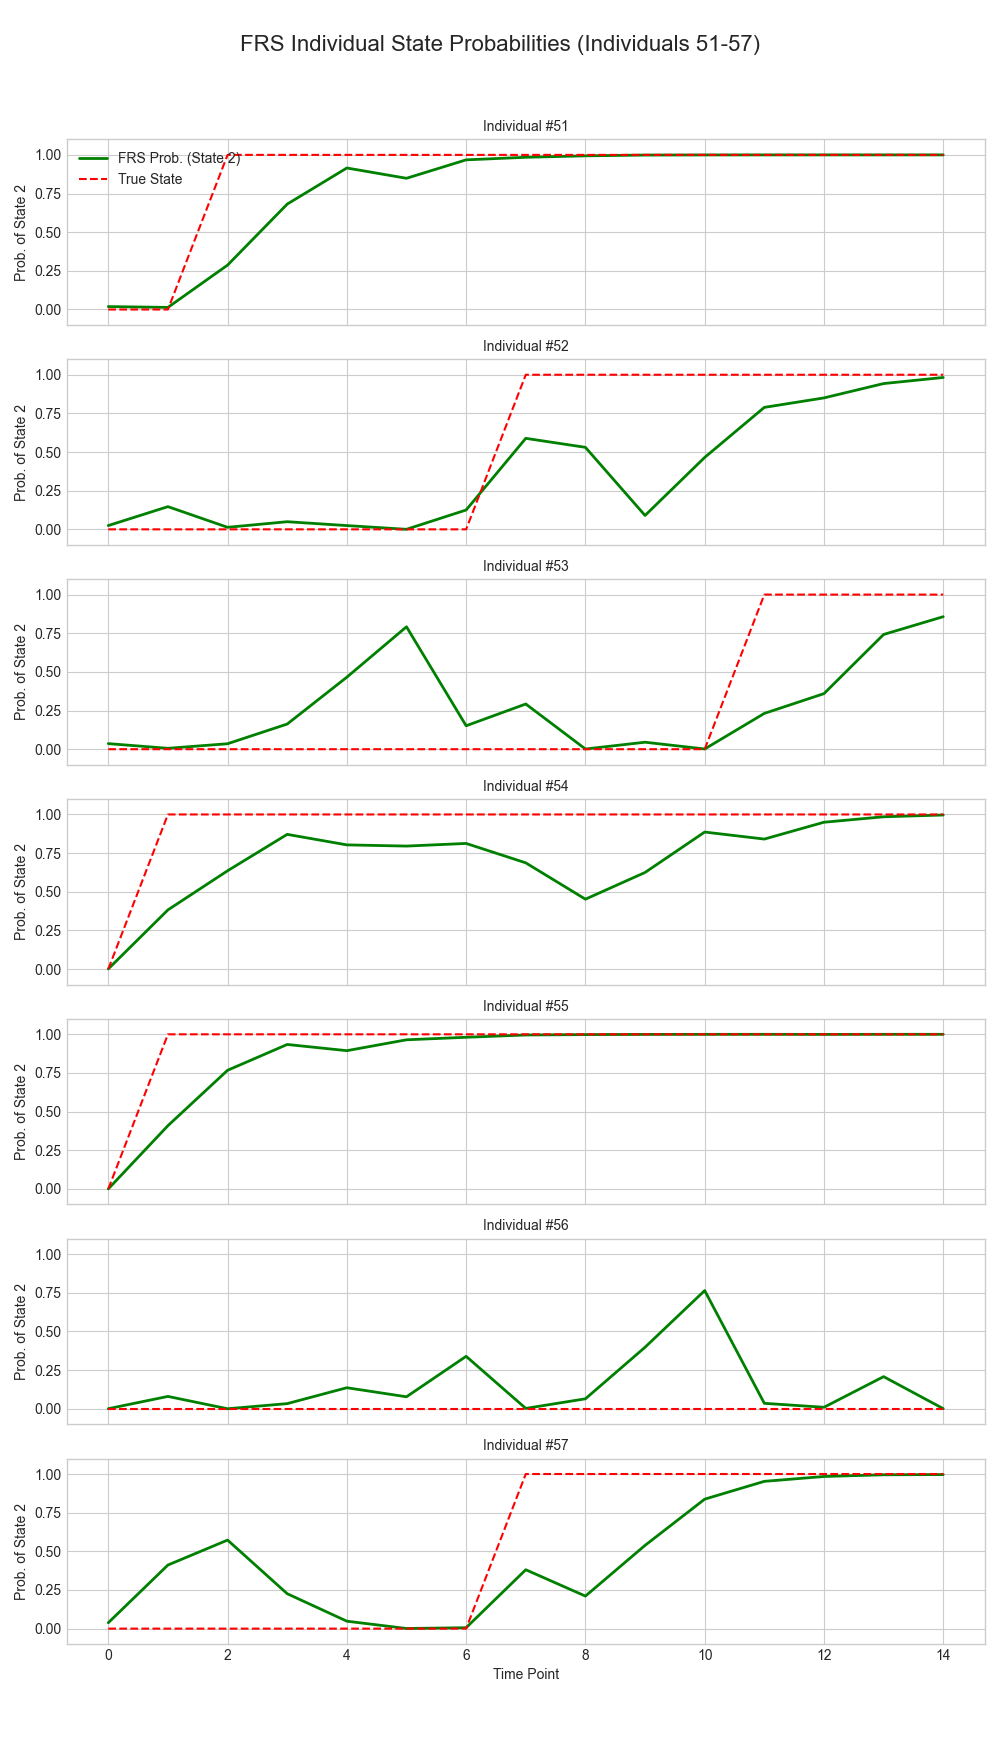 FRS Individual State Probabilities (Individuals 51-57)
Individual #51
FRS Prob. (State 2)
True State
1.00
0.75
0.50
0.25
0.00
Prob. of State 2
Individual #52
1.00
0.75
0.50
0.25
0.00
Prob. of State 2
Individual #53
1.00
0.75
0.50
0.25
0.00
Prob. of State 2
Individual #54
1.00
0.75
0.50
0.25
0.00
Prob. of State 2
Individual #55
1.00
0.75
0.50
0.25
0.00
Prob. of State 2
Individual #56
1.00
0.75
0.50
0.25
0.00
Prob. of State 2
Individual #57
1.00
0.75
0.50
0.25
0.00
Prob. of State 2
0 2 4 6 8 10 12 14
Time Point